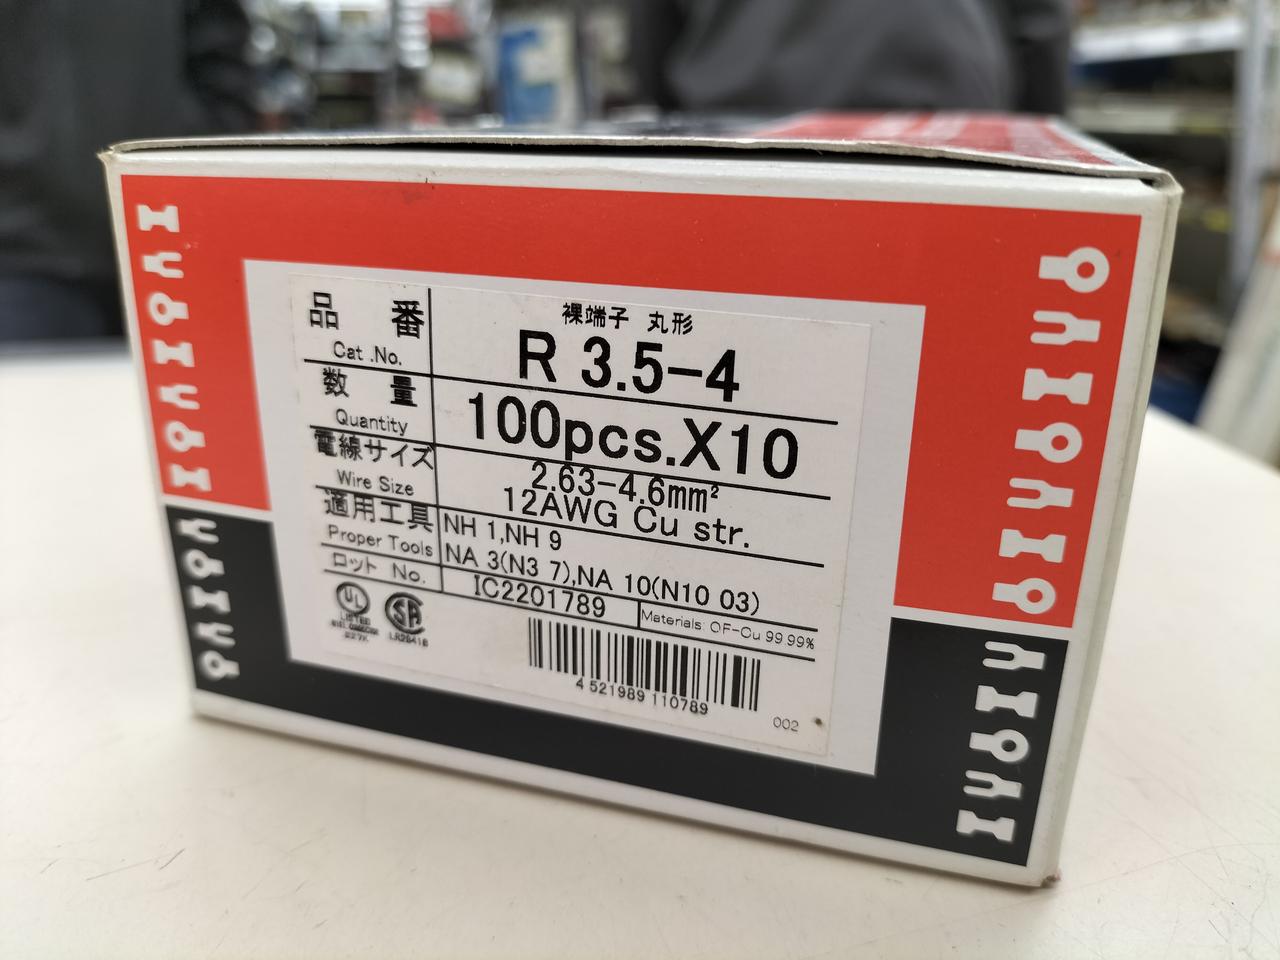 裸端子 丸形
品番 R 3.5-4
Cat .No.
数量 100pcs.X10
Quantity
電線サイズ 2.63-4.6mm²
Wire Size 12AWG Cu str.
適用工具 NH 1,NH 9
Proper Tools NA 3(N3 7),NA 10(N10 03)
ロット No. IC2201789 Materials: OF-Cu 99.99%
UL SA
LISTED
4 521989 110789
002